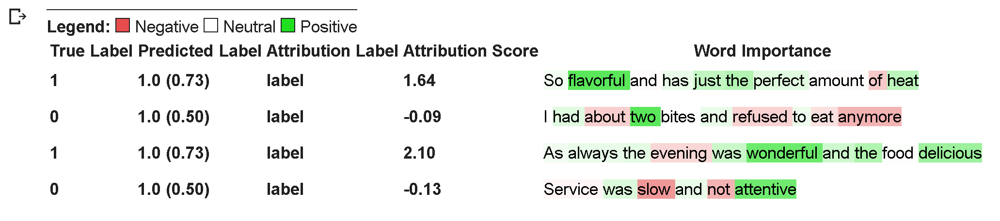 Legend: Negative Neutral Positive
True Label Predicted Label Attribution Label Attribution Score Word Importance
1 1.0 (0.73) label 1.64 So flavorful and has just the perfect amount of heat
0 1.0 (0.50) label -0.09 I had about two bites and refused to eat anymore
1 1.0 (0.73) label 2.10 As always the evening was wonderful and the food delicious
0 1.0 (0.50) label -0.13 Service was slow and not attentive